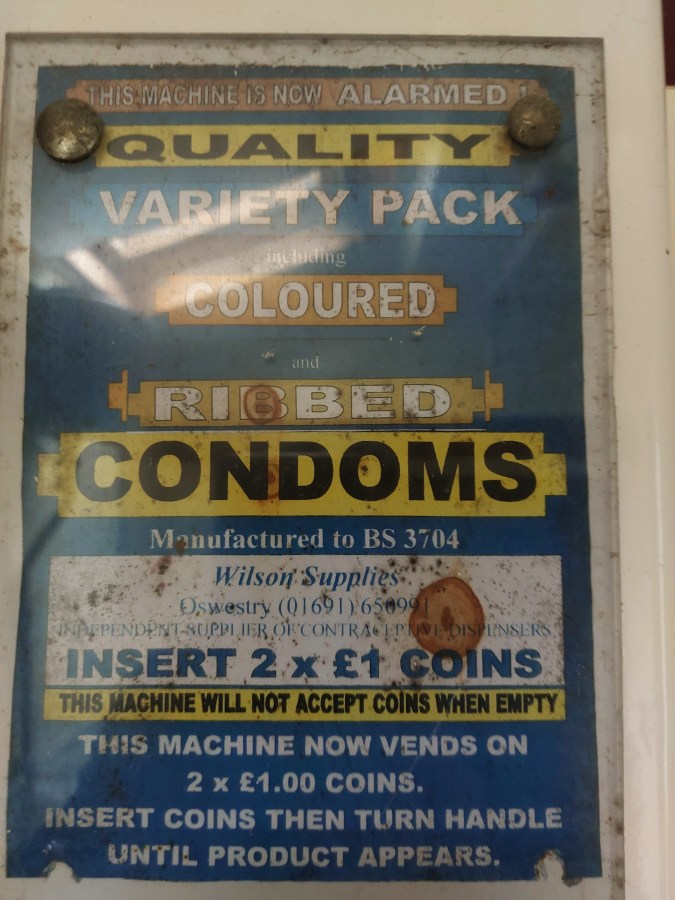 THIS MACHINE IS NOW ALARMED !
QUALITY
VARIETY PACK
including
COLOURED
and
RIBBED
CONDOMS
Manufactured to BS 3704
Wilson Supplies
Oswestry (01691) 650991
INDEPENDENT SUPPLIER OF CONTRACEPTIVE DISPENSERS
INSERT 2 x £1 COINS
THIS MACHINE WILL NOT ACCEPT COINS WHEN EMPTY
THIS MACHINE NOW VENDS ON
2 x £1.00 COINS.
INSERT COINS THEN TURN HANDLE
UNTIL PRODUCT APPEARS.